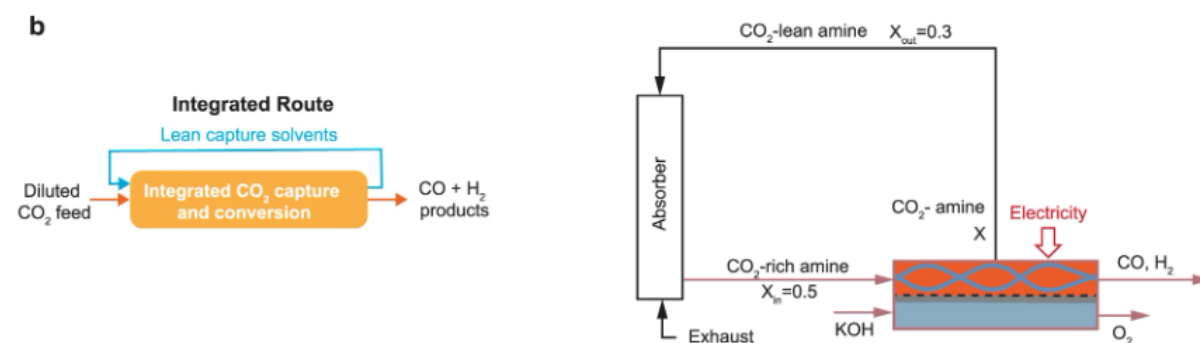 b
Integrated Route
Lean capture solvents
Diluted
CO₂ feed
Integrated CO₂ capture
and conversion
CO + H₂
products
CO₂-lean amine X_out=0.3
Absorber
CO₂-rich amine
X_in=0.5
CO₂- amine
X
Electricity
CO, H₂
KOH
O₂
Exhaust